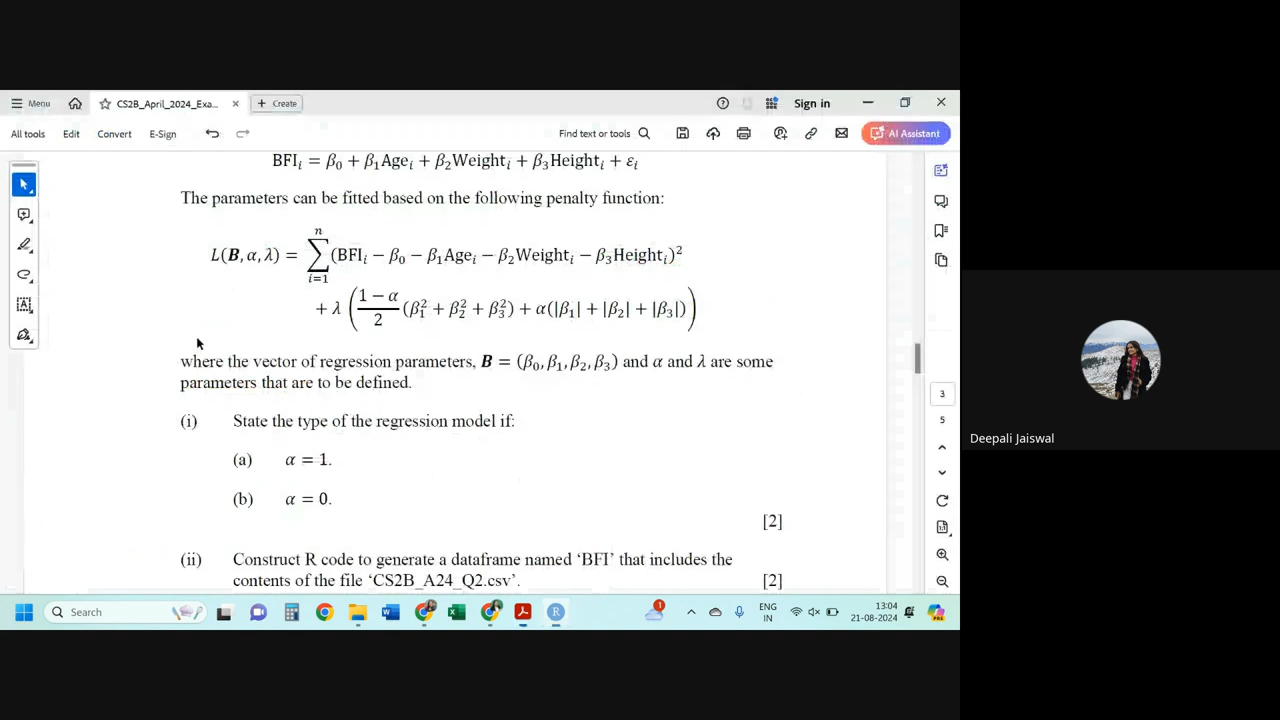 Menu
CS2B_April_2024_Exa...
Create
Sign in
All tools
Edit
Convert
E-Sign
Find text or tools
AI Assistant
BFIᵢ = β₀ + β₁Ageᵢ + β₂Weightᵢ + β₃Heightᵢ + εᵢ
The parameters can be fitted based on the following penalty function:
L(B, α, λ) = ∑ⁿᵢ₌₁ (BFIᵢ − β₀ − β₁Ageᵢ − β₂Weightᵢ − β₃Heightᵢ)²
+ λ ( (1 − α)/2 (β₁² + β₂² + β₃²) + α(|β₁| + |β₂| + |β₃|) )
where the vector of regression parameters, B = (β₀, β₁, β₂, β₃) and α and λ are some
parameters that are to be defined.
(i) State the type of the regression model if:
(a) α = 1.
(b) α = 0.
[2]
(ii) Construct R code to generate a dataframe named ‘BFI’ that includes the
contents of the file ‘CS2B_A24_Q2.csv’. [2]
3
5
Deepali Jaiswal
Search
1
ENG
IN
13:04
21-08-2024